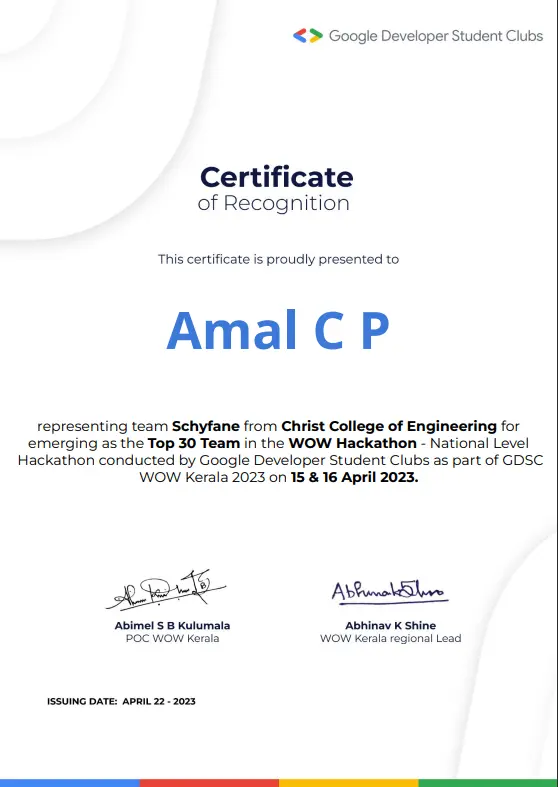 Google Developer Student Clubs
Certificate
of Recognition
This certificate is proudly presented to
Amal C P
representing team Schyfane from Christ College of Engineering for
emerging as the Top 30 Team in the WOW Hackathon - National Level
Hackathon conducted by Google Developer Student Clubs as part of GDSC
WOW Kerala 2023 on 15 & 16 April 2023.
Abimel S B Kulumala
POC WOW Kerala
Abhinav K Shine
WOW Kerala regional Lead
ISSUING DATE: APRIL 22 - 2023